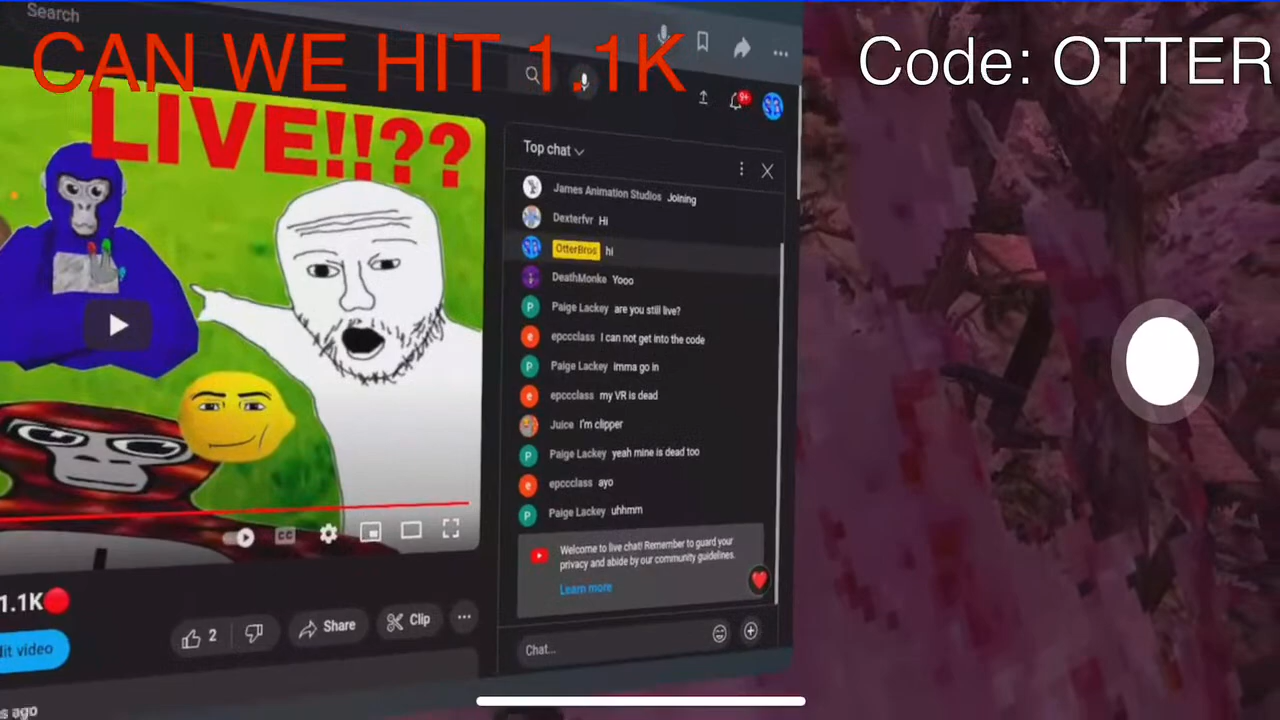 Search
CAN WE HIT 1.1K
Code: OTTER
LIVE!!??
9+
Top chat
James Animation Studios Joining
Dexterfvr Hi
OtterBros hi
DeathMonke Yooo
P Paige Lackey are you still live?
e epccclass I can not get into the code
P Paige Lackey Imma go in
e epccclass my VR is dead
Juice I'm clipper
P Paige Lackey yeah mine is dead too
e epccclass ayo
P Paige Lackey uhhmm
Welcome to live chat! Remember to guard your
privacy and abide by our community guidelines.
Learn more
CC
1.1K
2
Share
Clip
dit video
Chat...
s ago